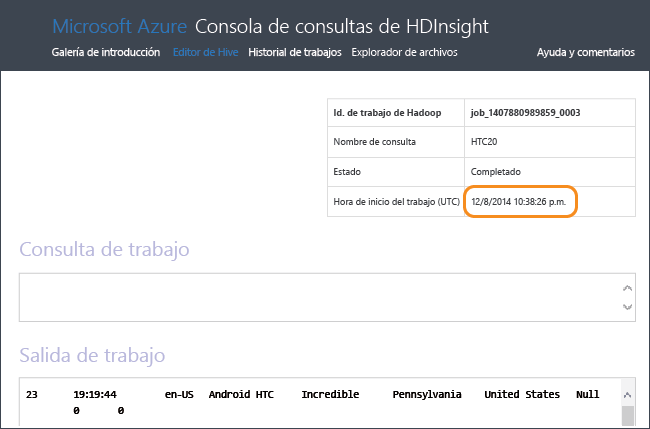 Microsoft Azure Consola de consultas de HDInsight
Galería de introducción Editor de Hive Historial de trabajos Explorador de archivos Ayuda y comentarios
Id. de trabajo de Hadoop job_1407880989859_0003
Nombre de consulta HTC20
Estado Completado
Hora de inicio del trabajo (UTC) 12/8/2014 10:38:26 p.m.
Consulta de trabajo
Salida de trabajo
23 19:19:44 en-US Android HTC Incredible Pennsylvania United States Null
0 0